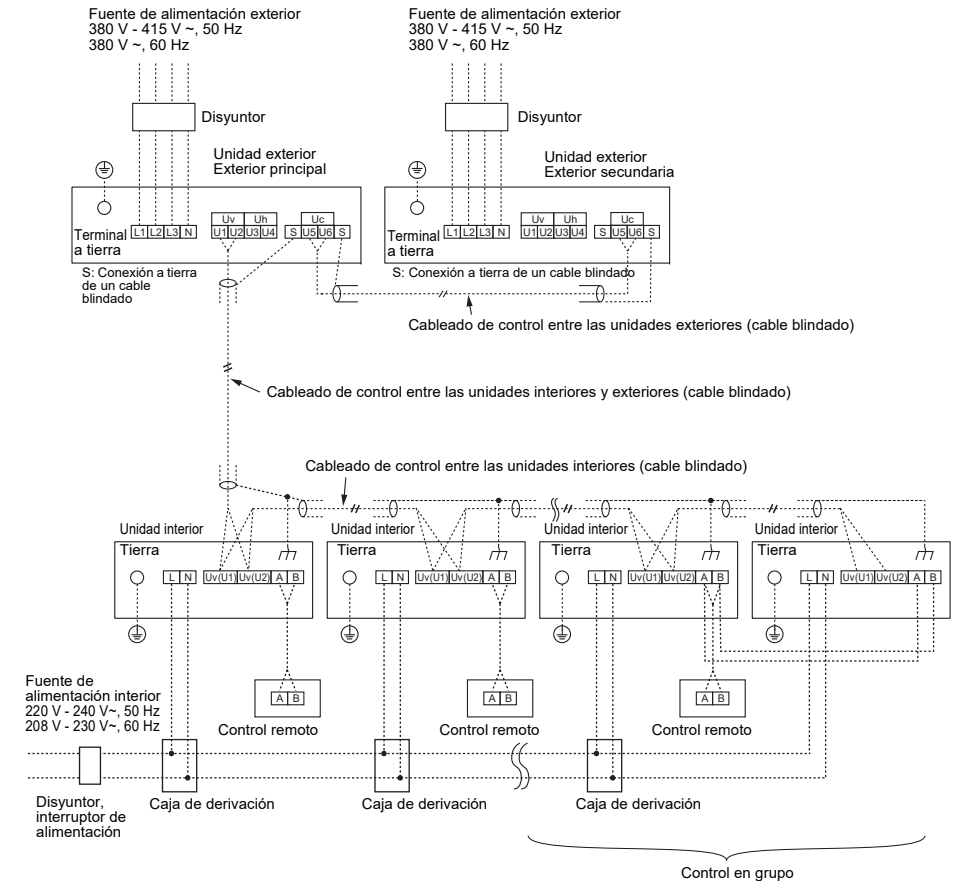 Fuente de alimentación exterior
380 V - 415 V ~, 50 Hz
380 V ~, 60 Hz
Fuente de alimentación exterior
380 V - 415 V ~, 50 Hz
380 V ~, 60 Hz
Disyuntor
Disyuntor
Unidad exterior
Exterior principal
Unidad exterior
Exterior secundaria
Uv Uh Uc
L1 L2 L3 N U1 U2 U3 U4 S U5 U6 S
Terminal
a tierra
Uv Uh Uc
L1 L2 L3 N U1 U2 U3 U4 S U5 U6 S
Terminal
a tierra
S: Conexión a tierra
de un cable
blindado
S: Conexión a tierra de un cable blindado
Cableado de control entre las unidades exteriores (cable blindado)
Cableado de control entre las unidades interiores y exteriores (cable blindado)
Cableado de control entre las unidades interiores (cable blindado)
Unidad interior
Unidad interior
Unidad interior
Unidad interior
Tierra
Tierra
Tierra
Tierra
L N Uv(U1) Uv(U2) A B
L N Uv(U1) Uv(U2) A B
L N Uv(U1) Uv(U2) A B
L N Uv(U1) Uv(U2) A B
Fuente de
alimentación interior
220 V - 240 V~, 50 Hz
208 V - 230 V~, 60 Hz
A B
A B
A B
Control remoto
Control remoto
Control remoto
Disyuntor,
interruptor de
alimentación
Caja de derivación
Caja de derivación
Caja de derivación
Control en grupo